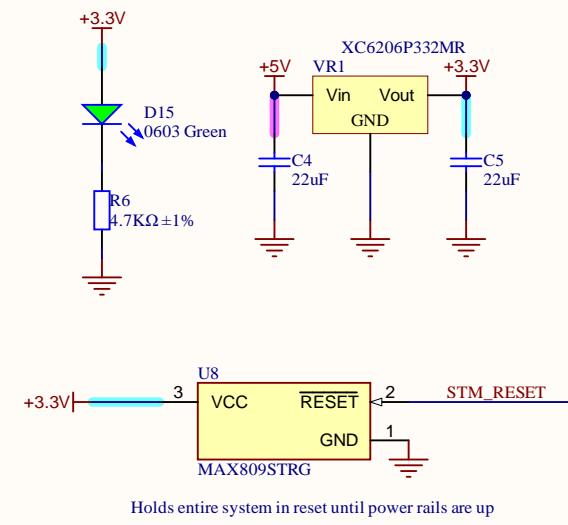 +3.3V
D15
0603 Green
R6
4.7KΩ±1%
XC6206P332MR
VR1
+5V
+3.3V
Vin
Vout
GND
C4
22uF
C5
22uF
U8
+3.3V
3
VCC
RESET
2
STM_RESET
GND
1
MAX809STRG
Holds entire system in reset until power rails are up